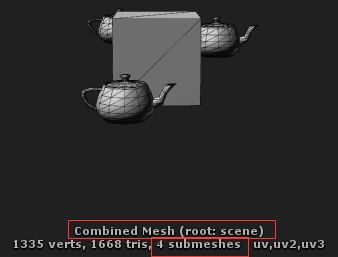 Combined Mesh (root: scene)
1335 verts, 1668 tris, 4 submeshes uv,uv2,uv3